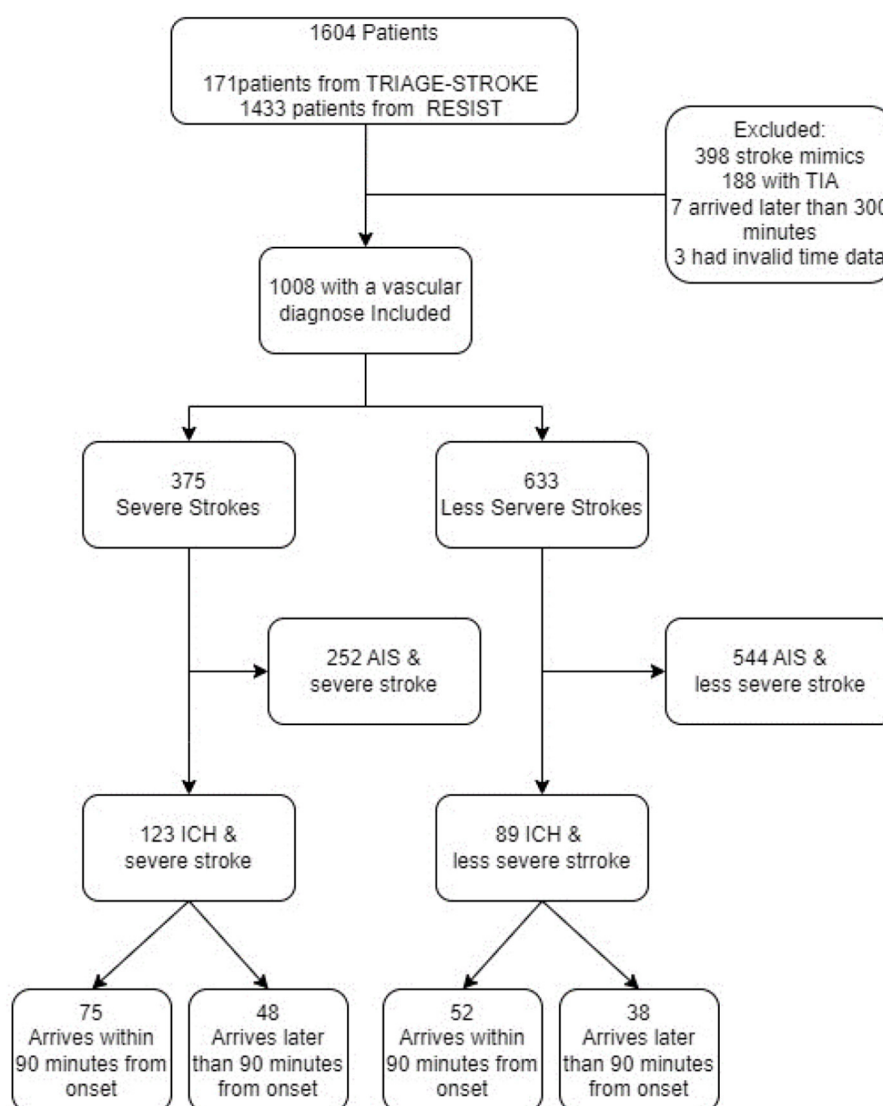 1604 Patients
171patients from TRIAGE-STROKE
1433 patients from RESIST
Excluded:
398 stroke mimics
188 with TIA
7 arrived later than 300
minutes
3 had invalid time data
1008 with a vascular
diagnose Included
375
Severe Strokes
633
Less Servere Strokes
252 AIS &
severe stroke
544 AIS &
less severe stroke
123 ICH &
severe stroke
89 ICH &
less severe strroke
75
Arrives within
90 minutes from
onset
48
Arrives later
than 90 minutes
from onset
52
Arrives within
90 minutes from
onset
38
Arrives later
than 90 minutes
from onset